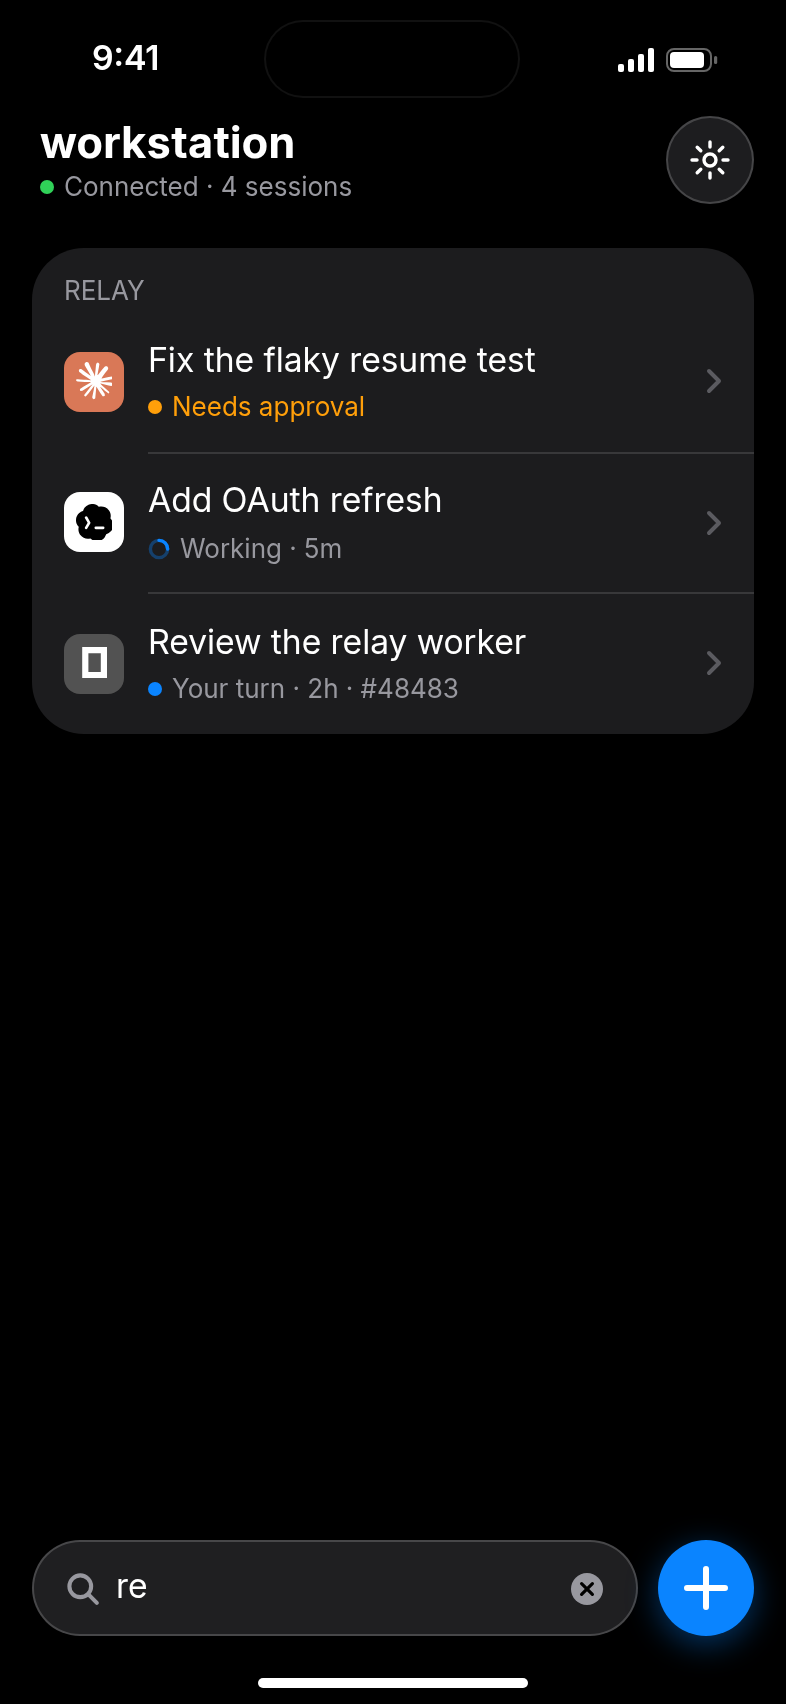 9:41
workstation
Connected · 4 sessions
RELAY
Fix the flaky resume test
Needs approval
Add OAuth refresh
Working · 5m
Review the relay worker
Your turn · 2h · #48483
re